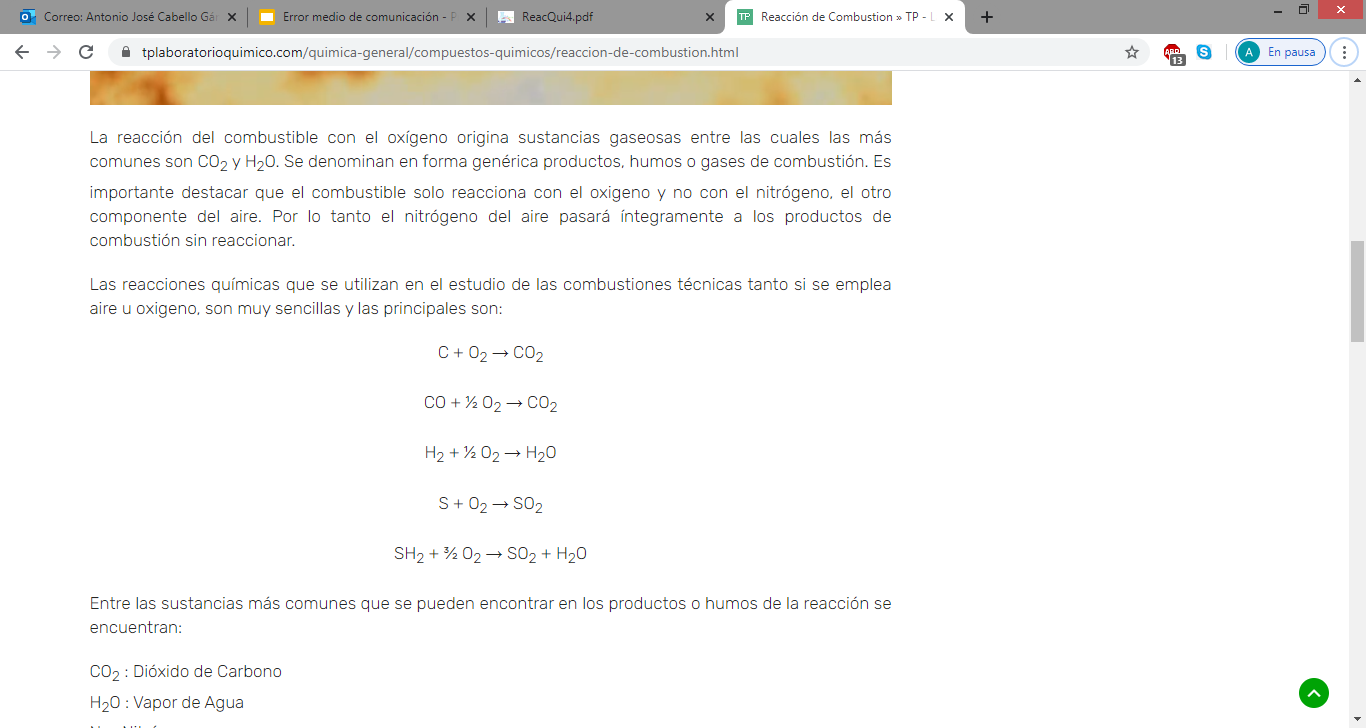 Correo: Antonio José Cabello Gár
Error medio de comunicación - P
ReacQui4.pdf
TP Reacción de Combustion » TP - L
tplaboratorioquimico.com/quimica-general/compuestos-quimicos/reaccion-de-combustion.html
ABP 13
A En pausa
La reacción del combustible con el oxígeno origina sustancias gaseosas entre las cuales las más
comunes son CO₂ y H₂O. Se denominan en forma genérica productos, humos o gases de combustión. Es
importante destacar que el combustible solo reacciona con el oxigeno y no con el nitrógeno, el otro
componente del aire. Por lo tanto el nitrógeno del aire pasará íntegramente a los productos de
combustión sin reaccionar.
Las reacciones químicas que se utilizan en el estudio de las combustiones técnicas tanto si se emplea
aire u oxigeno, son muy sencillas y las principales son:
C + O₂ → CO₂
CO + ½ O₂ → CO₂
H₂ + ½ O₂ → H₂O
S + O₂ → SO₂
SH₂ + ³⁄₂ O₂ → SO₂ + H₂O
Entre las sustancias más comunes que se pueden encontrar en los productos o humos de la reacción se
encuentran:
CO₂ : Dióxido de Carbono
H₂O : Vapor de Agua